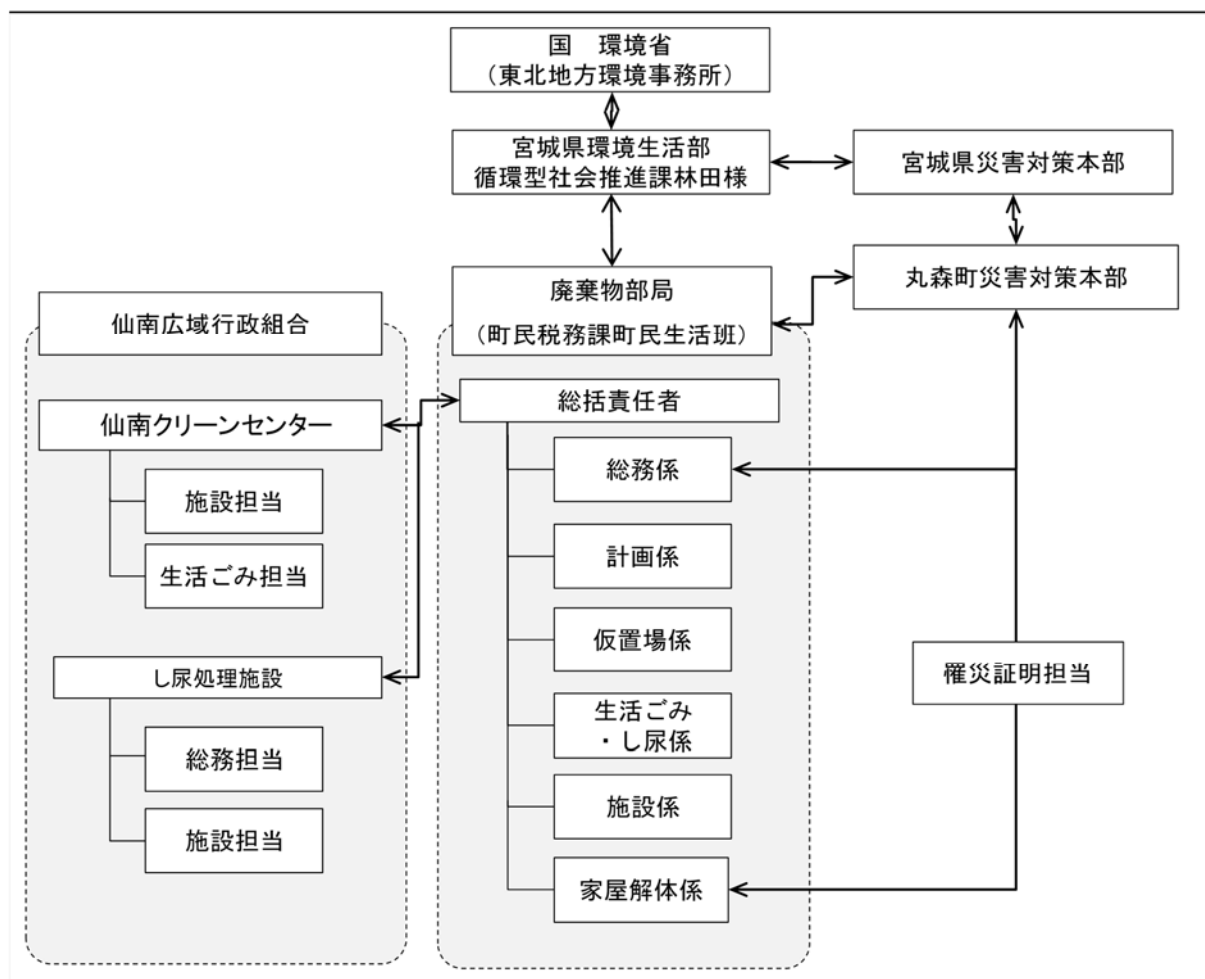 国　環境省
（東北地方環境事務所）
宮城県環境生活部
循環型社会推進課林田様
宮城県災害対策本部
丸森町災害対策本部
廃棄物部局
（町民税務課町民生活班）
仙南広域行政組合
仙南クリーンセンター
施設担当
生活ごみ担当
し尿処理施設
総務担当
施設担当
総括責任者
総務係
計画係
仮置場係
生活ごみ
・し尿係
施設係
家屋解体係
罹災証明担当